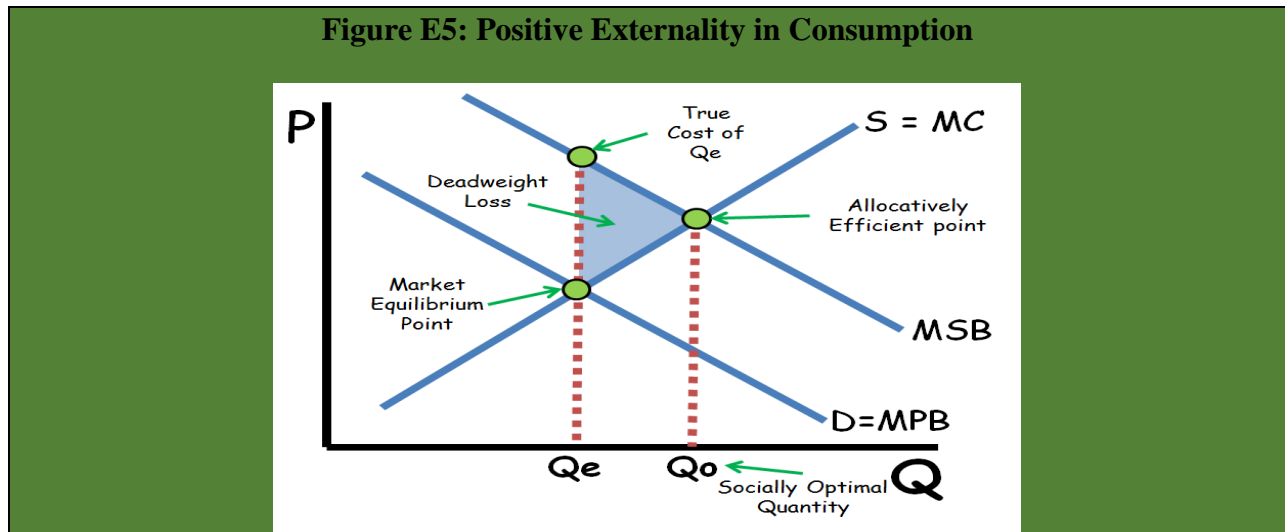 Figure E5: Positive Externality in Consumption
P
True
Cost of
Qe
S = MC
Deadweight
Loss
Allocatively
Efficient point
Market
Equilibrium
Point
MSB
D=MPB
Qe
Qo
Q
Socially Optimal
Quantity